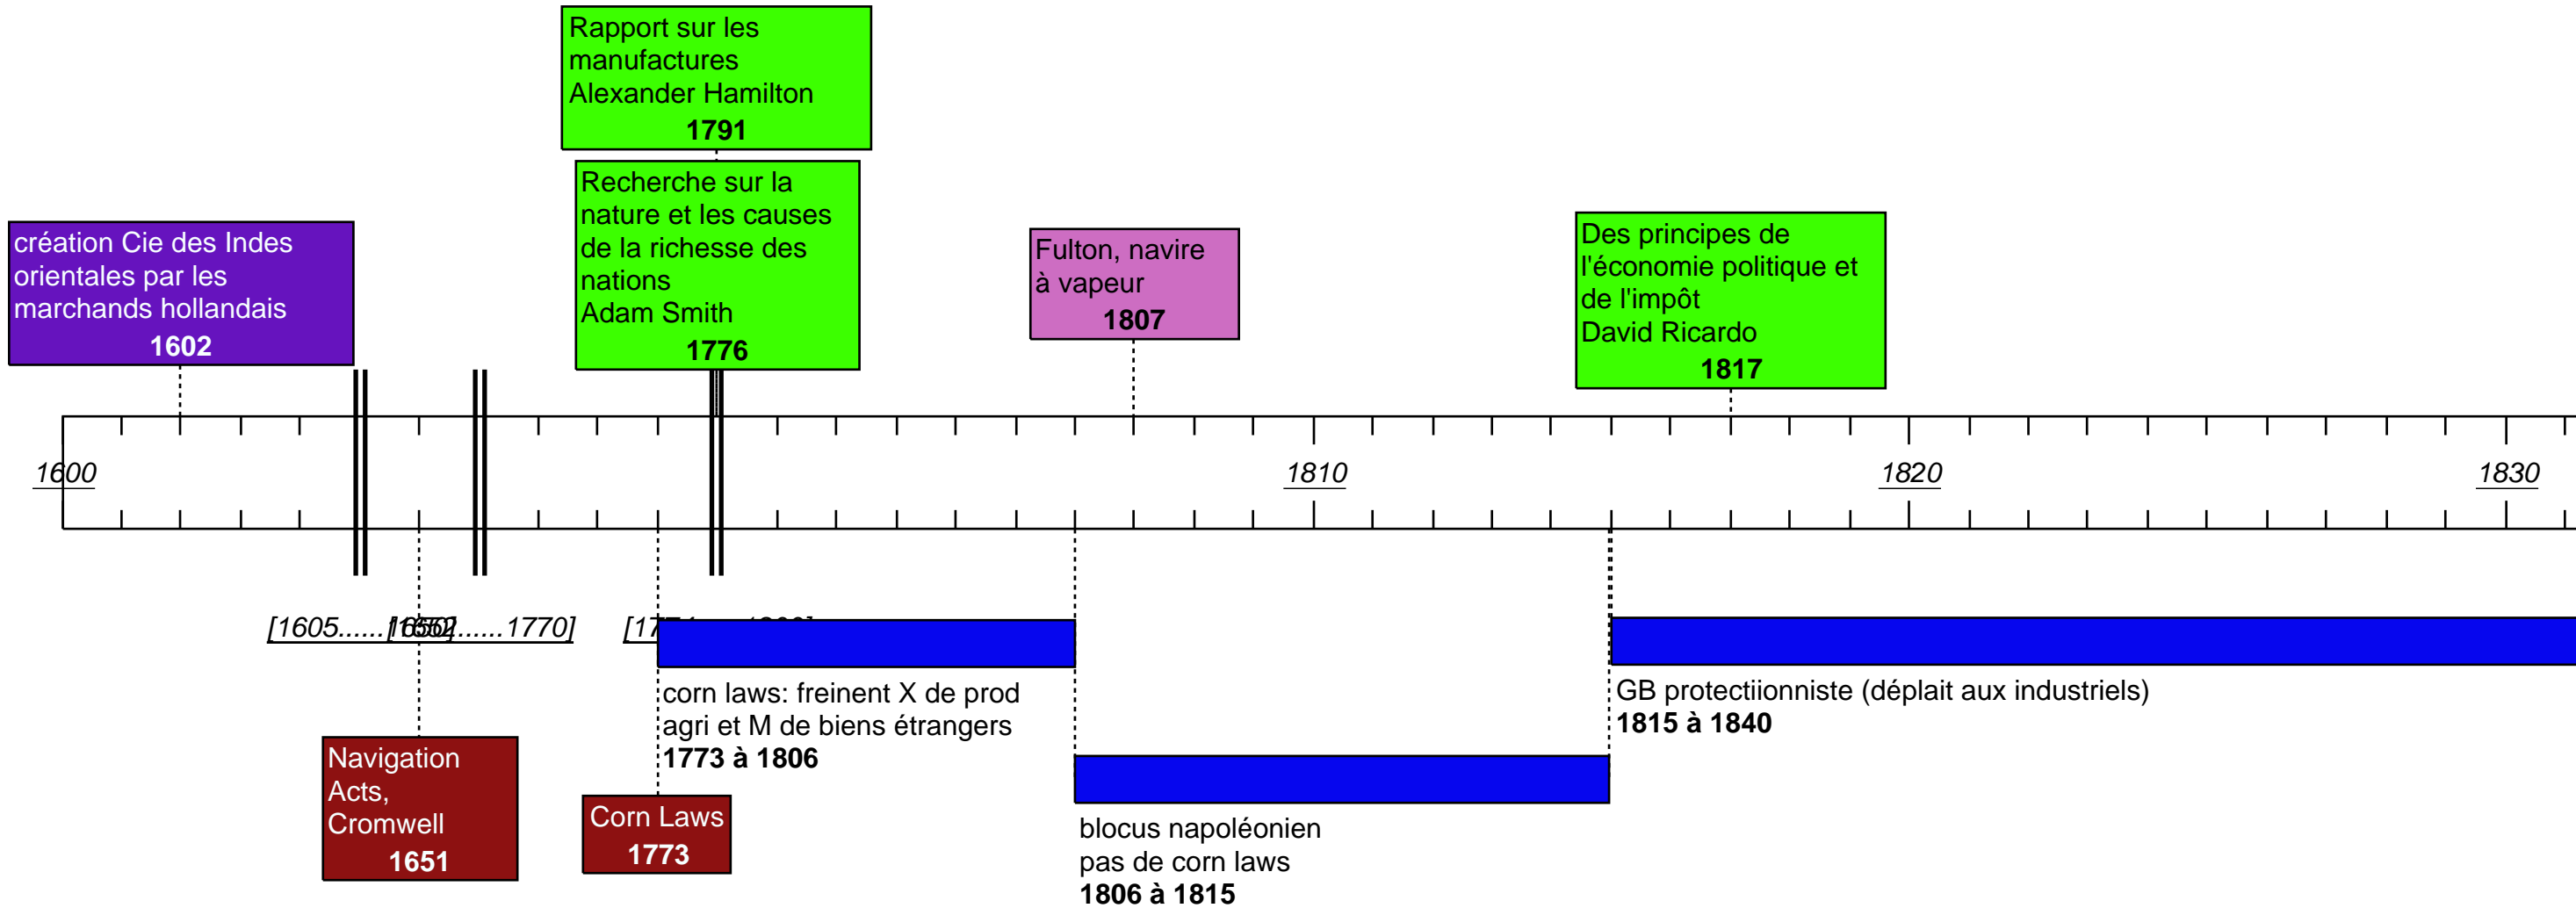 Rapport sur les
manufactures
Alexander Hamilton
1791
Recherche sur la
nature et les causes
de la richesse des
nations
Adam Smith
1776
création Cie des Indes
orientales par les
marchands hollandais
1602
Fulton, navire
à vapeur
1807
Des principes de
l'économie politique et
de l'impôt
David Ricardo
1817
1600
1810
1820
1830
[1605......
......1770]
corn laws: freinent X de prod
agri et M de biens étrangers
1773 à 1806
GB protectiionniste (déplait aux industriels)
1815 à 1840
Navigation
Acts,
Cromwell
1651
Corn Laws
1773
blocus napoléonien
pas de corn laws
1806 à 1815